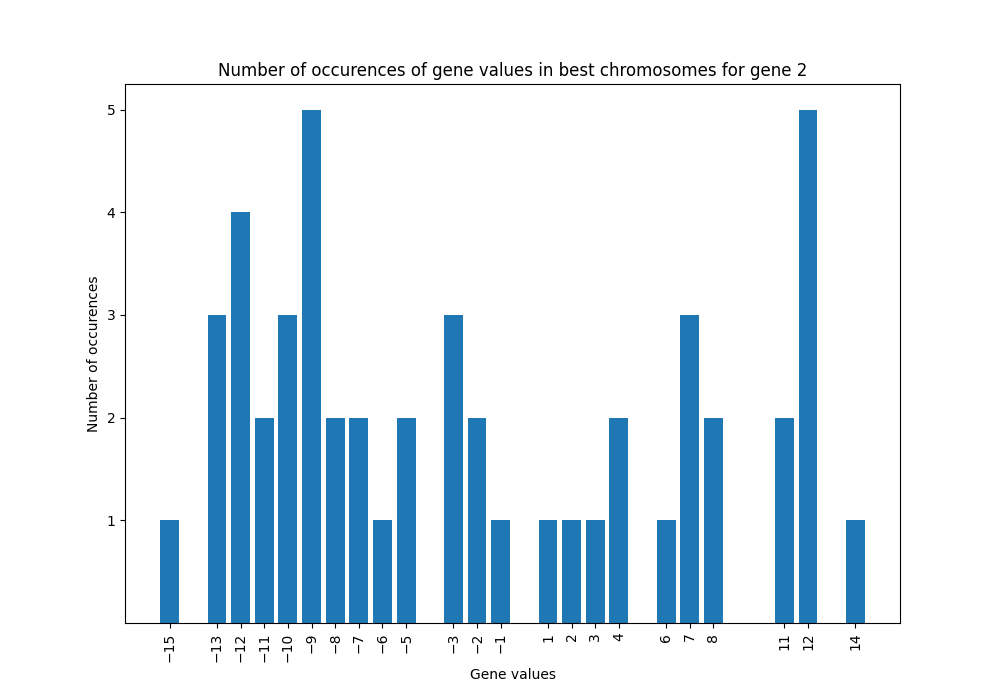 Number of occurences of gene values in best chromosomes for gene 2
Number of occurences
5
4
3
2
1
−15 −13 −12 −11 −10 −9 −8 −7 −6 −5 −3 −2 −1 1 2 3 4 6 7 8 11 12 14
Gene values